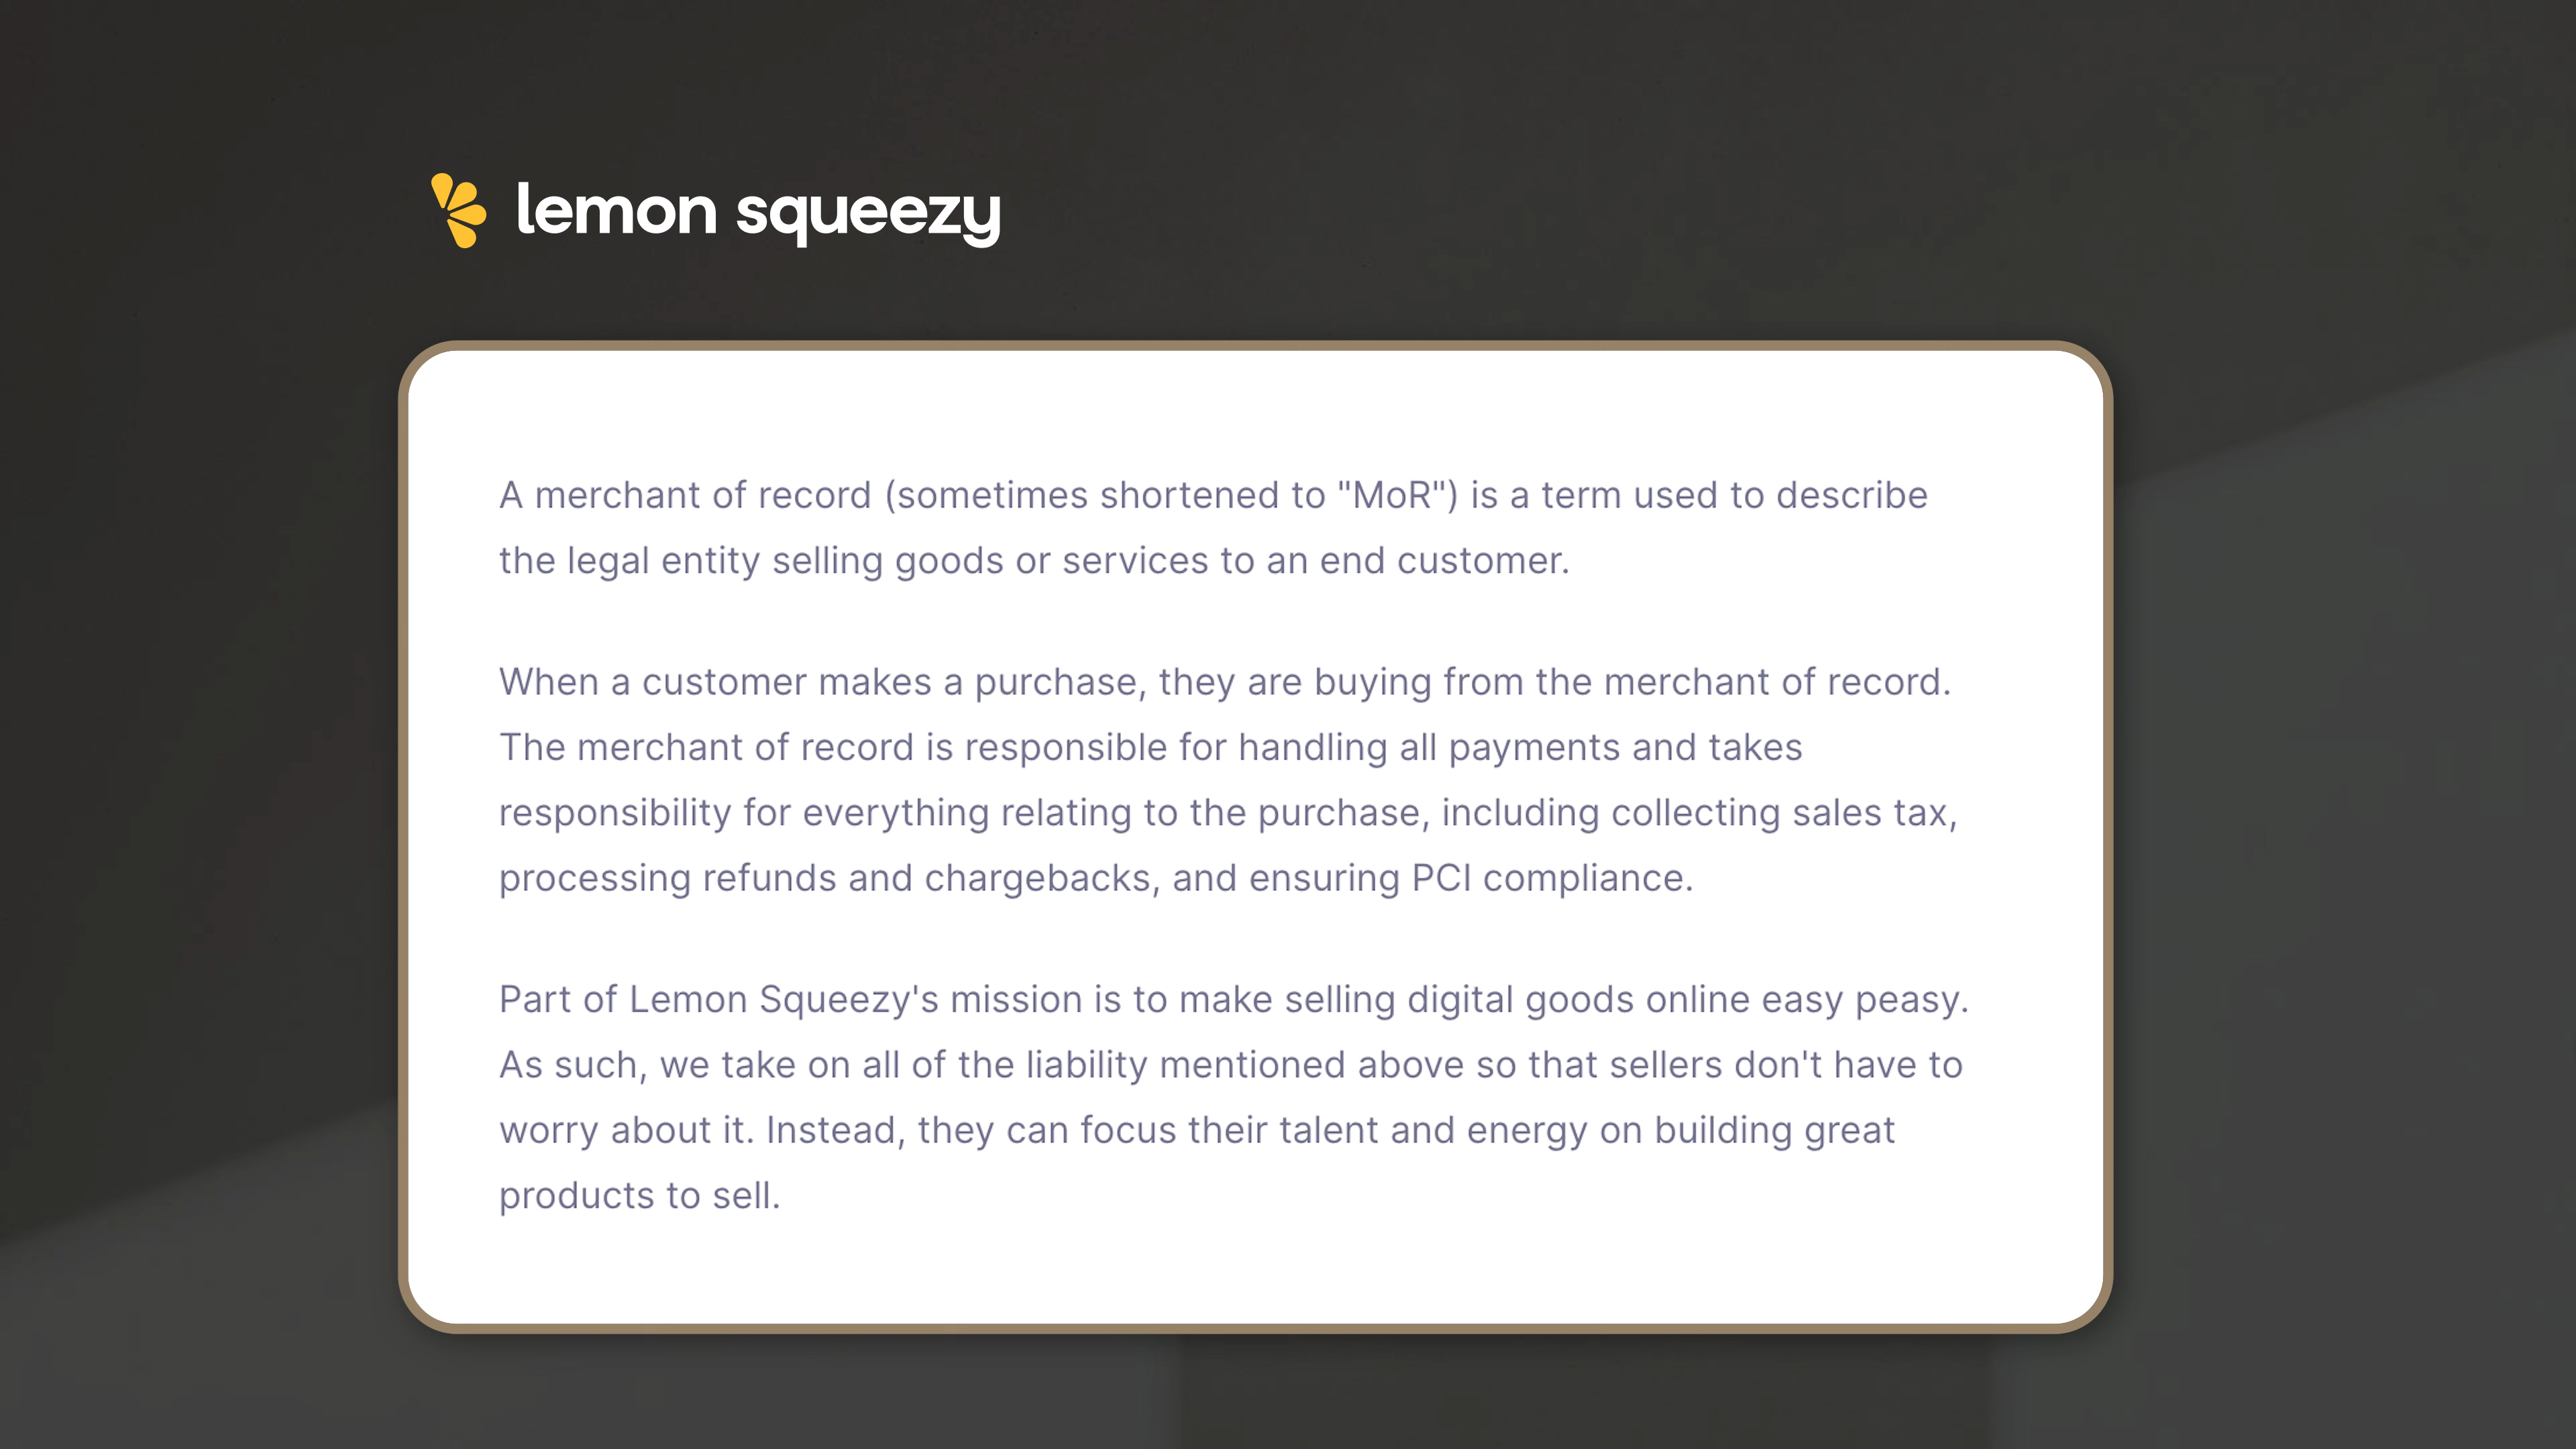 lemon squeezy
A merchant of record (sometimes shortened to "MoR") is a term used to describe
the legal entity selling goods or services to an end customer.
When a customer makes a purchase, they are buying from the merchant of record.
The merchant of record is responsible for handling all payments and takes
responsibility for everything relating to the purchase, including collecting sales tax,
processing refunds and chargebacks, and ensuring PCI compliance.
Part of Lemon Squeezy's mission is to make selling digital goods online easy peasy.
As such, we take on all of the liability mentioned above so that sellers don't have to
worry about it. Instead, they can focus their talent and energy on building great
products to sell.